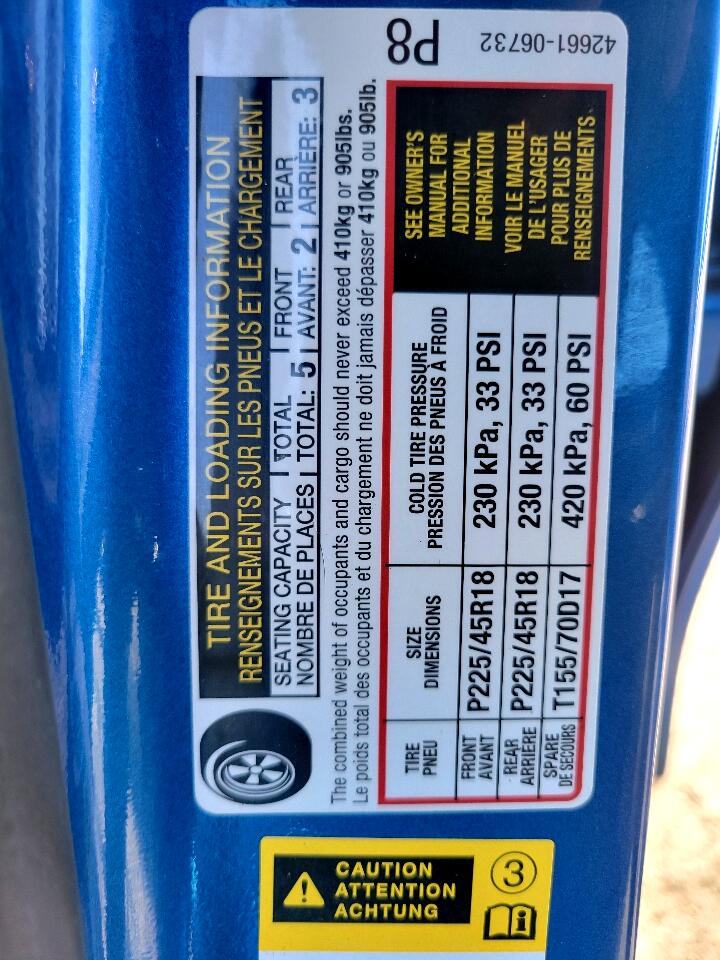 TIRE AND LOADING INFORMATION
RENSEIGNEMENTS SUR LES PNEUS ET LE CHARGEMENT
SEATING CAPACITY | TOTAL | FRONT | REAR
NOMBRE DE PLACES | TOTAL: 5 | AVANT: 2 | ARRIÈRE: 3
The combined weight of occupants and cargo should never exceed 410kg or 905lbs.
Le poids total des occupants et du chargement ne doit jamais dépasser 410kg ou 905lb.
TIRE SIZE COLD TIRE PRESSURE
PNEU DIMENSIONS PRESSION DES PNEUS À FROID
FRONT
AVANT P225/45R18 230 kPa, 33 PSI
REAR
ARRIÈRE P225/45R18 230 kPa, 33 PSI
SPARE
DE SECOURS T155/70D17 420 kPa, 60 PSI
SEE OWNER'S
MANUAL FOR
ADDITIONAL
INFORMATION
VOIR LE MANUEL
DE L'USAGER
POUR PLUS DE
RENSEIGNEMENTS
P8
42661-06732
CAUTION
ATTENTION
ACHTUNG
3